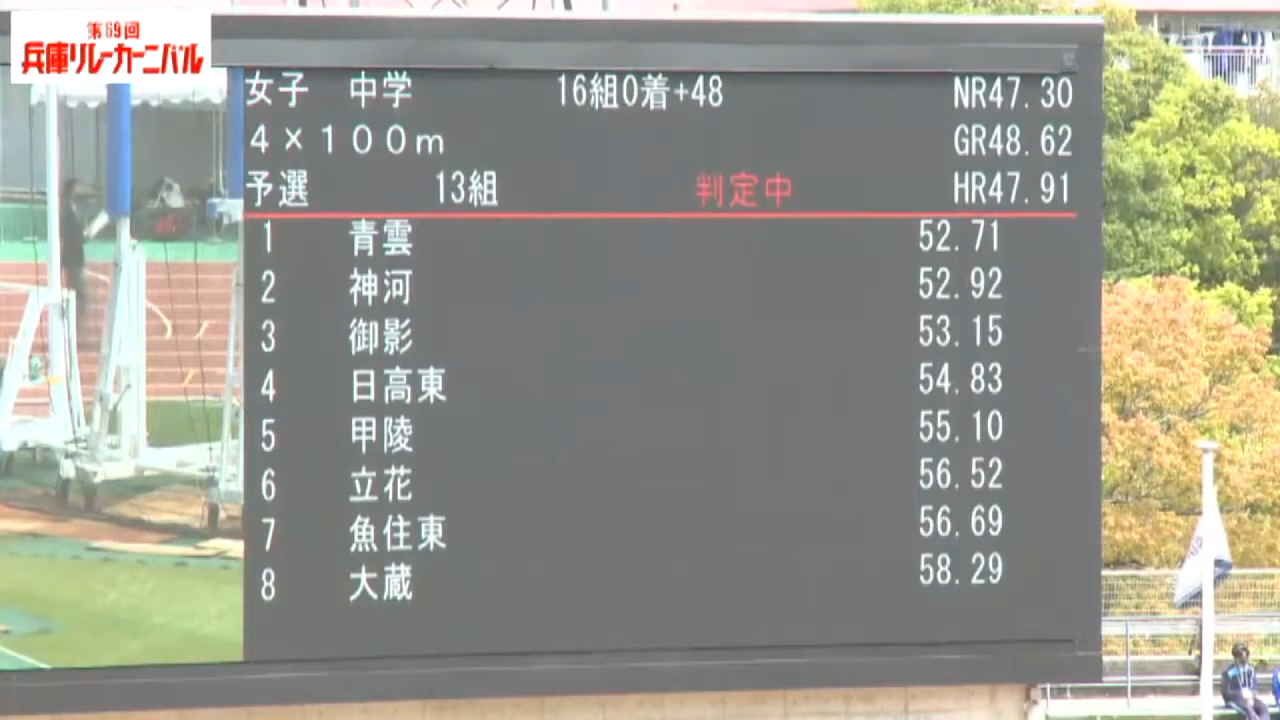 第69回
兵庫リレーカーニバル
女子 中学 16組0着+48 NR47.30
4×100m GR48.62
予選 13組 判定中 HR47.91
1 青雲 52.71
2 神河 52.92
3 御影 53.15
4 日高東 54.83
5 甲陵 55.10
6 立花 56.52
7 魚住東 56.69
8 大蔵 58.29